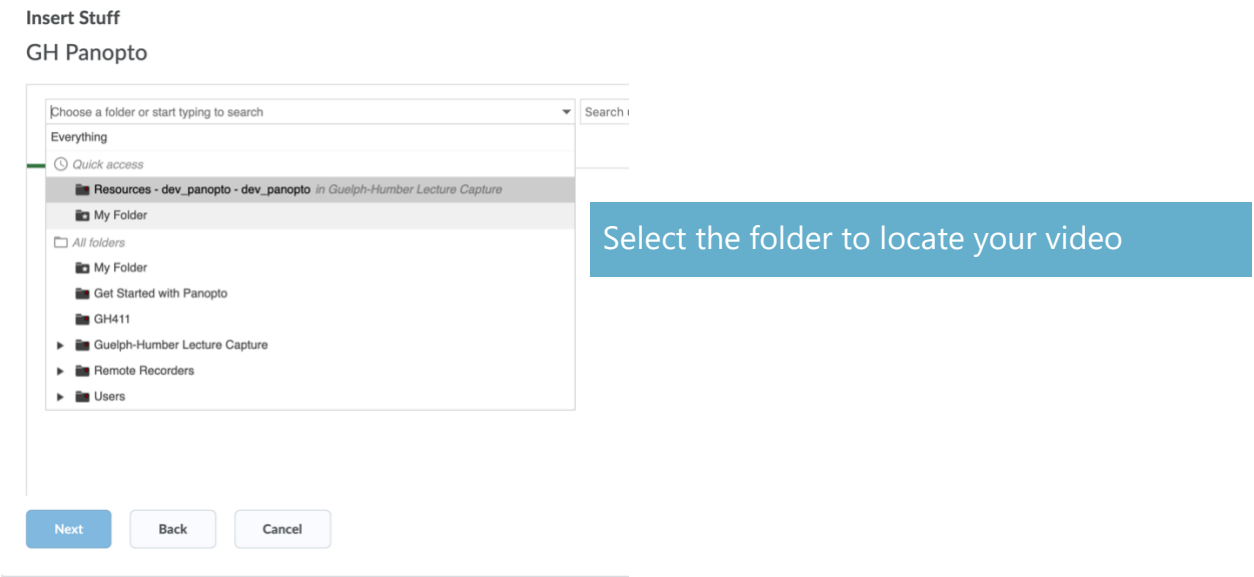 Insert Stuff
GH Panopto
Choose a folder or start typing to search
Search
Everything
Quick access
Resources - dev_panopto - dev_panopto in Guelph-Humber Lecture Capture
My Folder
All folders
My Folder
Get Started with Panopto
GH411
Guelph-Humber Lecture Capture
Remote Recorders
Users
Select the folder to locate your video
Next Back Cancel